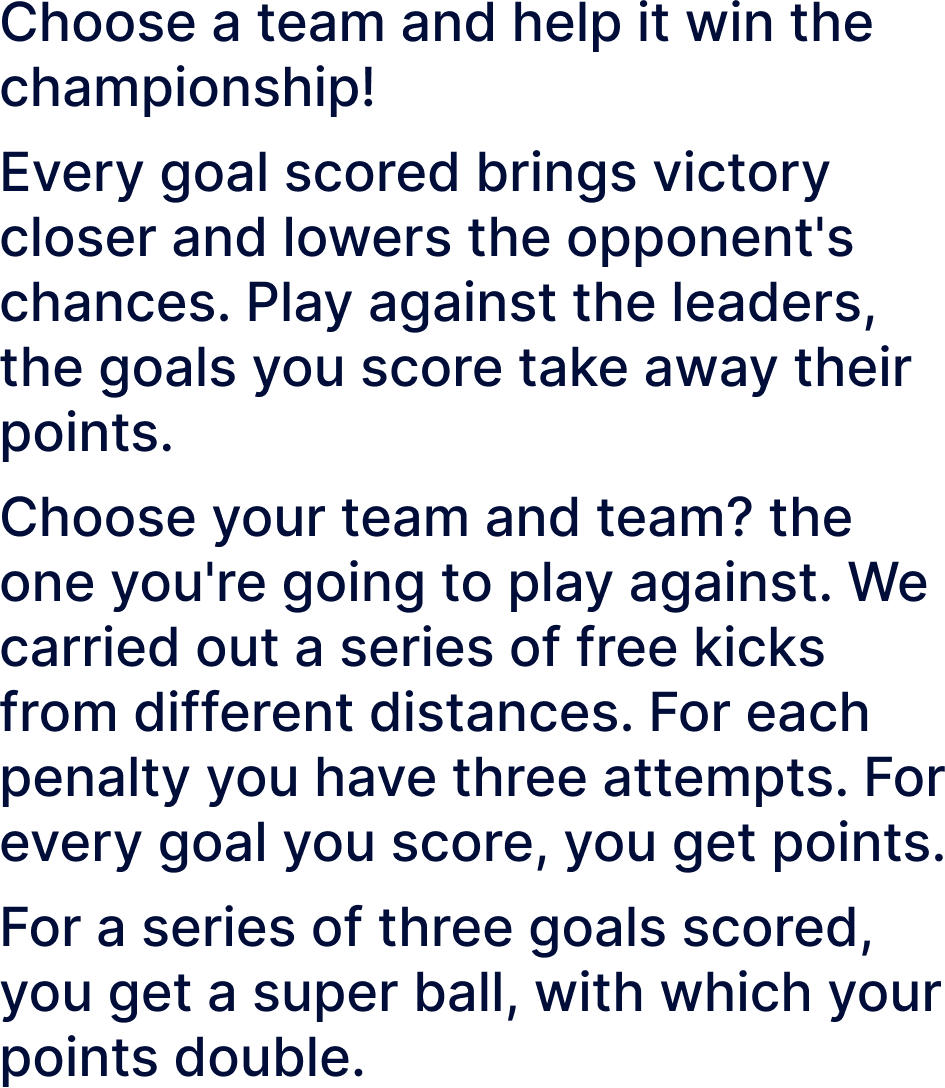 Choose a team and help it win the
championship!
Every goal scored brings victory
closer and lowers the opponent's
chances. Play against the leaders,
the goals you score take away their
points.
Choose your team and team? the
one you're going to play against. We
carried out a series of free kicks
from different distances. For each
penalty you have three attempts. For
every goal you score, you get points.
For a series of three goals scored,
you get a super ball, with which your
points double.